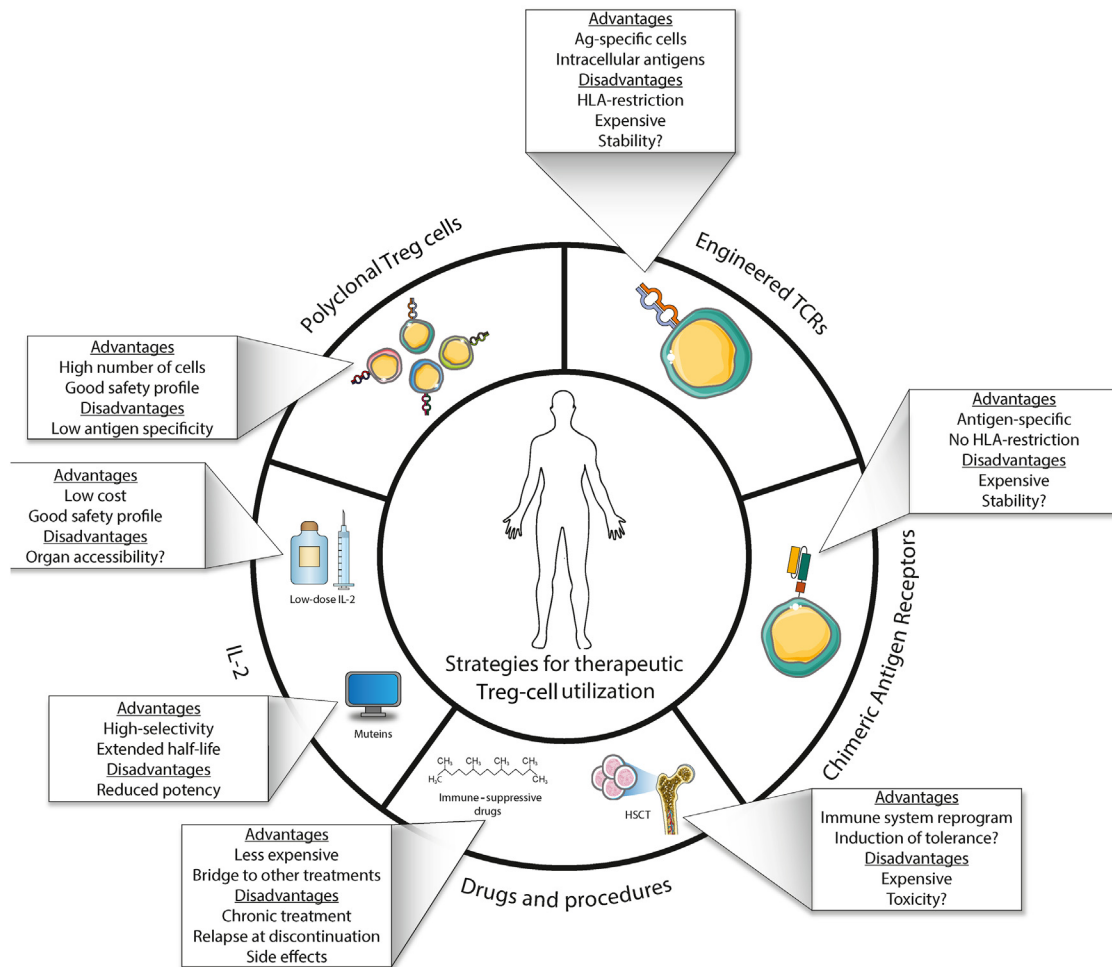 Advantages
Ag-specific cells
Intracellular antigens
Disadvantages
HLA-restriction
Expensive
Stability?
Polyclonal Treg cells
Engineered TCRs
Advantages
High number of cells
Good safety profile
Disadvantages
Low antigen specificity
Advantages
Antigen-specific
No HLA-restriction
Disadvantages
Expensive
Stability?
Advantages
Low cost
Good safety profile
Disadvantages
Organ accessibility?
Low-dose IL-2
IL-2
Chimeric Antigen Receptors
Strategies for therapeutic
Treg-cell utilization
Advantages
High-selectivity
Extended half-life
Disadvantages
Reduced potency
Muteins
CH₃ CH₃ CH₃ CH₃
H₃C CH₃
Immune-suppressive
drugs
HSCT
Advantages
Immune system reprogram
Induction of tolerance?
Disadvantages
Expensive
Toxicity?
Advantages
Less expensive
Bridge to other treatments
Disadvantages
Chronic treatment
Relapse at discontinuation
Side effects
Drugs and procedures